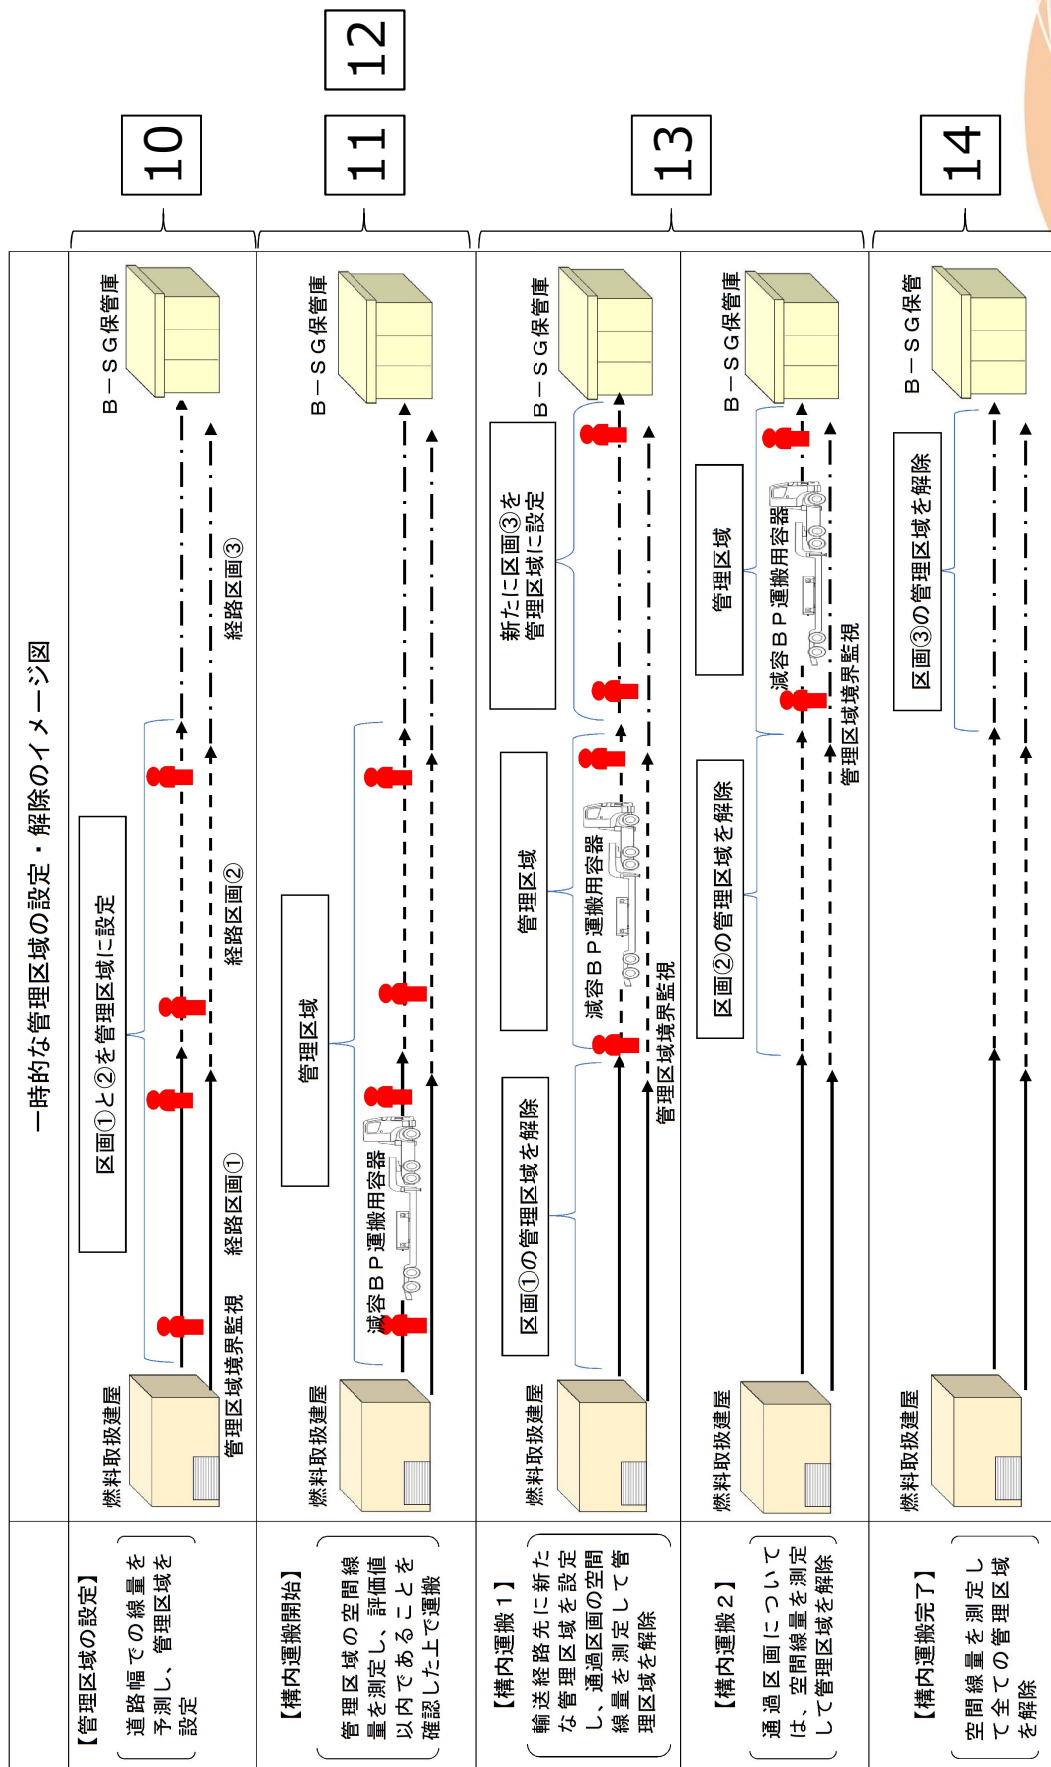 一時的な管理区域の設定・解除のイメージ図
【管理区域の設定】
道路幅での線量を
予測し、管理区域を
設定
燃料取扱建屋
管理区域境界監視
区画①と②を管理区域に設定
経路区画①
経路区画②
経路区画③
B－SG保管庫
10
【構内運搬開始】
管理区域の空間線
量を測定し、評価値
以内であることを
確認した上で運搬
燃料取扱建屋
減容BP運搬用容器
管理区域
B－SG保管庫
11
12
【構内運搬1】
輸送経路先に新た
な管理区域を設定
し、通過区画の空間
線量を測定して管
理区域を解除
燃料取扱建屋
区画①の管理区域を解除
管理区域
減容BP運搬用容器
管理区域境界監視
新たに区画③を
管理区域に設定
B－SG保管庫
13
【構内運搬2】
通過区画について
は、空間線量を測定
して管理区域を解除
燃料取扱建屋
区画②の管理区域を解除
管理区域
減容BP運搬用容器
管理区域境界監視
B－SG保管庫
【構内運搬完了】
空間線量を測定し
て全ての管理区域
を解除
燃料取扱建屋
区画③の管理区域を解除
B－SG保管
14